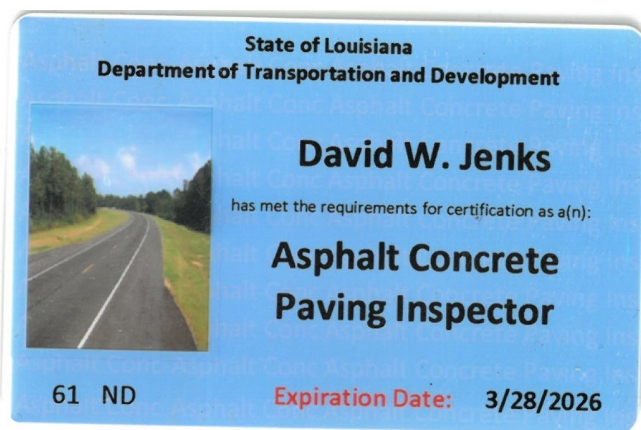 State of Louisiana
Department of Transportation and Development
David W. Jenks
has met the requirements for certification as a(n):
Asphalt Concrete
Paving Inspector
61 ND
Expiration Date: 3/28/2026